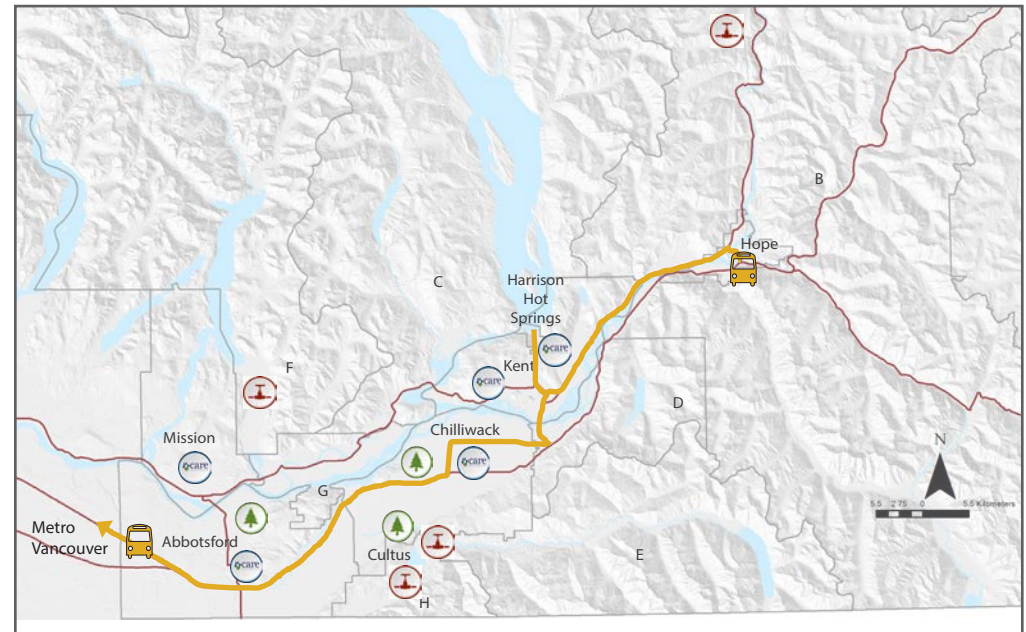 B
Hope
Harrison
Hot
Springs
C
care
Kent
care
F
D
Chilliwack
Mission
care
care
N
G
5.5 2.75 0 5.5 Kilometers
Metro
Vancouver
Abbotsford
care
Cultus
E
H